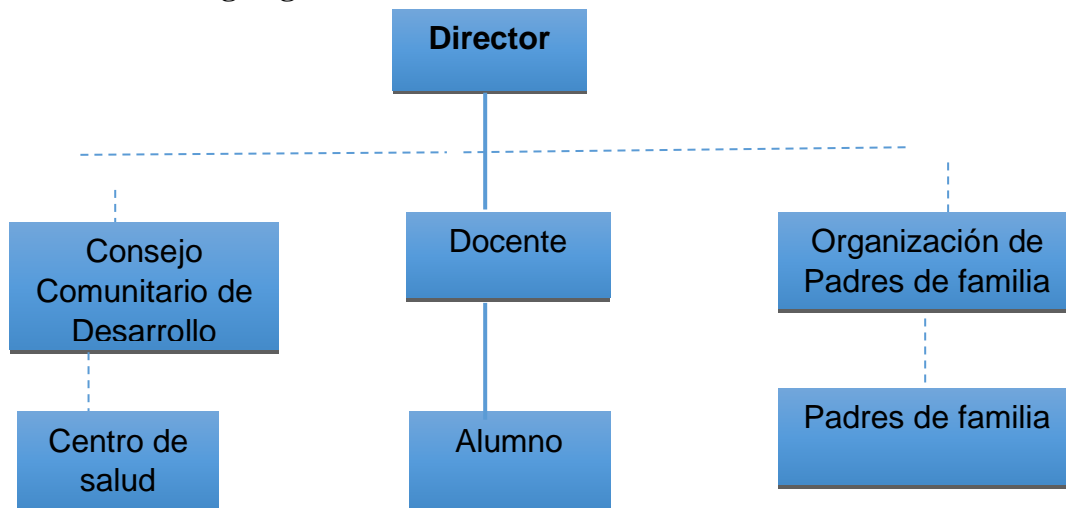 Director
Consejo
Comunitario de
Desarrollo
Docente
Organización de
Padres de familia
Centro de
salud
Alumno
Padres de familia